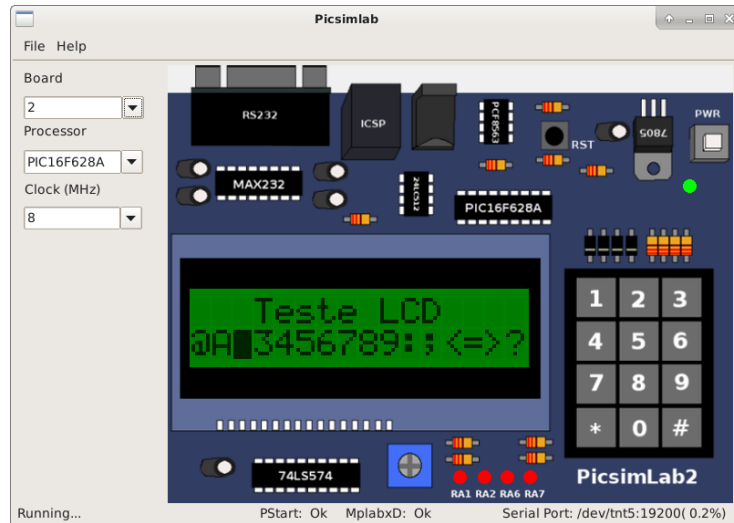 Picsimlab
File Help
Board
2
Processor
PIC16F628A
Clock (MHz)
8
RS232
ICSP
PCF8563
RST
7805
PWR
MAX232
24LC512
PIC16F628A
Teste LCD
@A 3456789:;<=>?
1 2 3
4 5 6
7 8 9
* 0 #
74LS574
RA1 RA2 RA6 RA7
PicsimLab2
Running...
PStart: Ok
MplabxD: Ok
Serial Port: /dev/tnt5:19200( 0.2%)